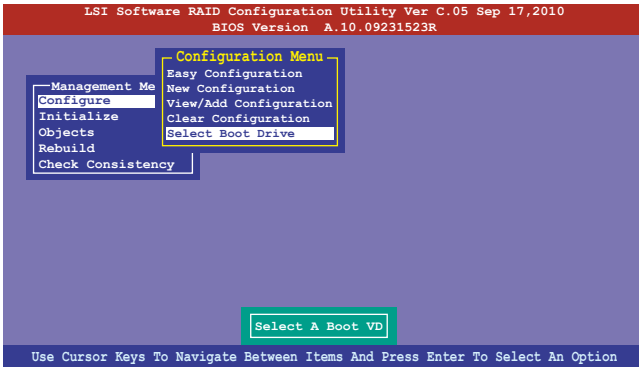 LSI Software RAID Configuration Utility Ver C.05 Sep 17,2010
BIOS Version A.10.09231523R
Configuration Menu
Easy Configuration
New Configuration
View/Add Configuration
Clear Configuration
Select Boot Drive
Management Me
Configure
Initialize
Objects
Rebuild
Check Consistency
Select A Boot VD
Use Cursor Keys To Navigate Between Items And Press Enter To Select An Option